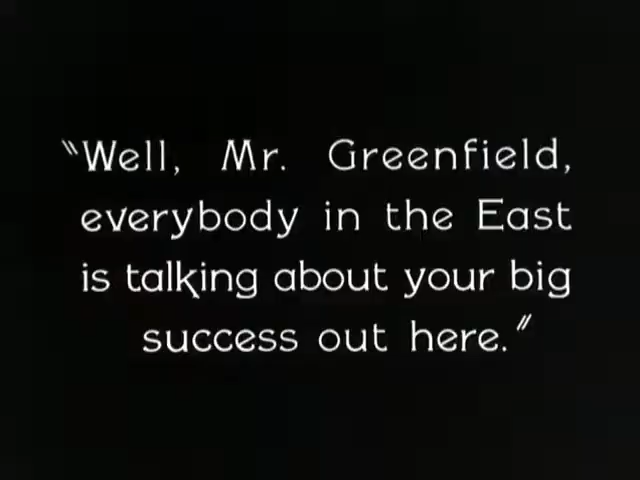 "Well, Mr. Greenfield,
everybody in the East
is talking about your big
success out here."